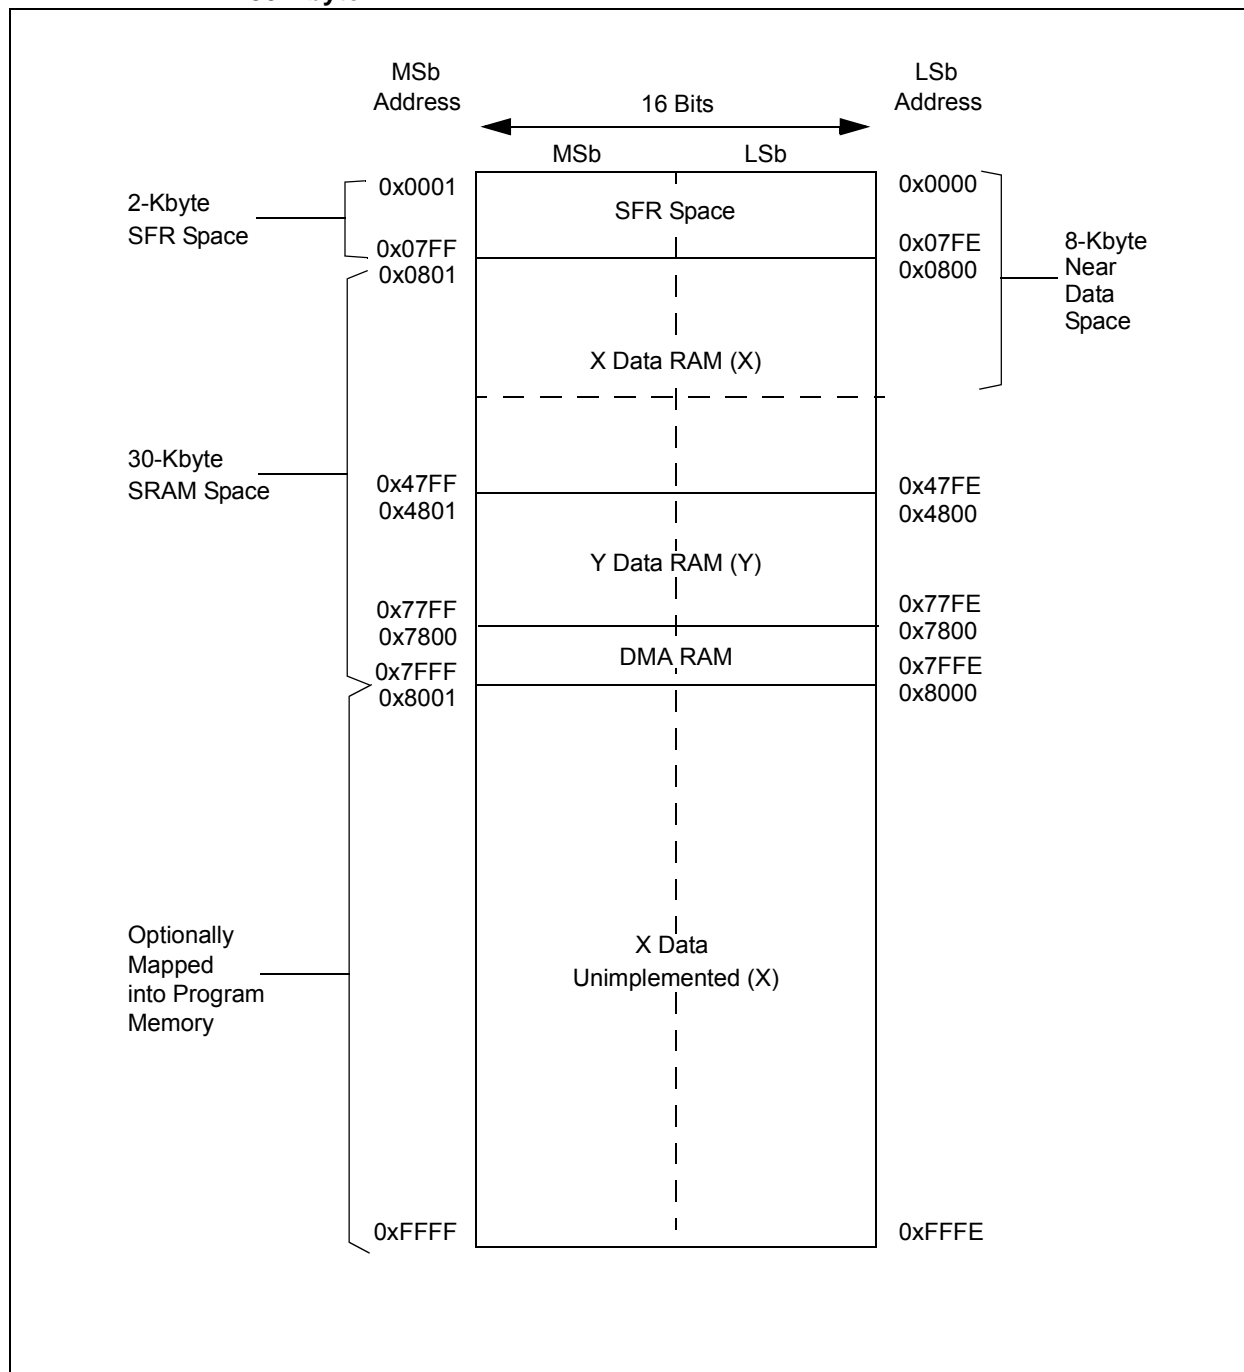 MSb
Address
LSb
Address
16 Bits
MSb
LSb
0x0001
0x0000
2-Kbyte
SFR Space
SFR Space
0x07FF
0x07FE
0x0801
0x0800
8-Kbyte
Near
Data
Space
X Data RAM (X)
30-Kbyte
SRAM Space
0x47FF
0x47FE
0x4801
0x4800
Y Data RAM (Y)
0x77FF
0x77FE
0x7800
0x7800
DMA RAM
0x7FFF
0x7FFE
0x8001
0x8000
Optionally
Mapped
into Program
Memory
X Data
Unimplemented (X)
0xFFFF
0xFFFE